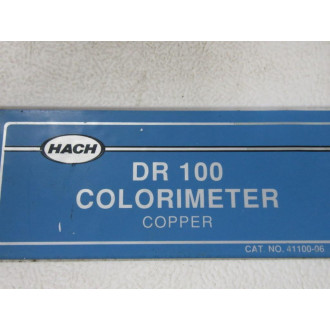 HACH
DR 100
COLORIMETER
COPPER
CAT. NO. 41100-06